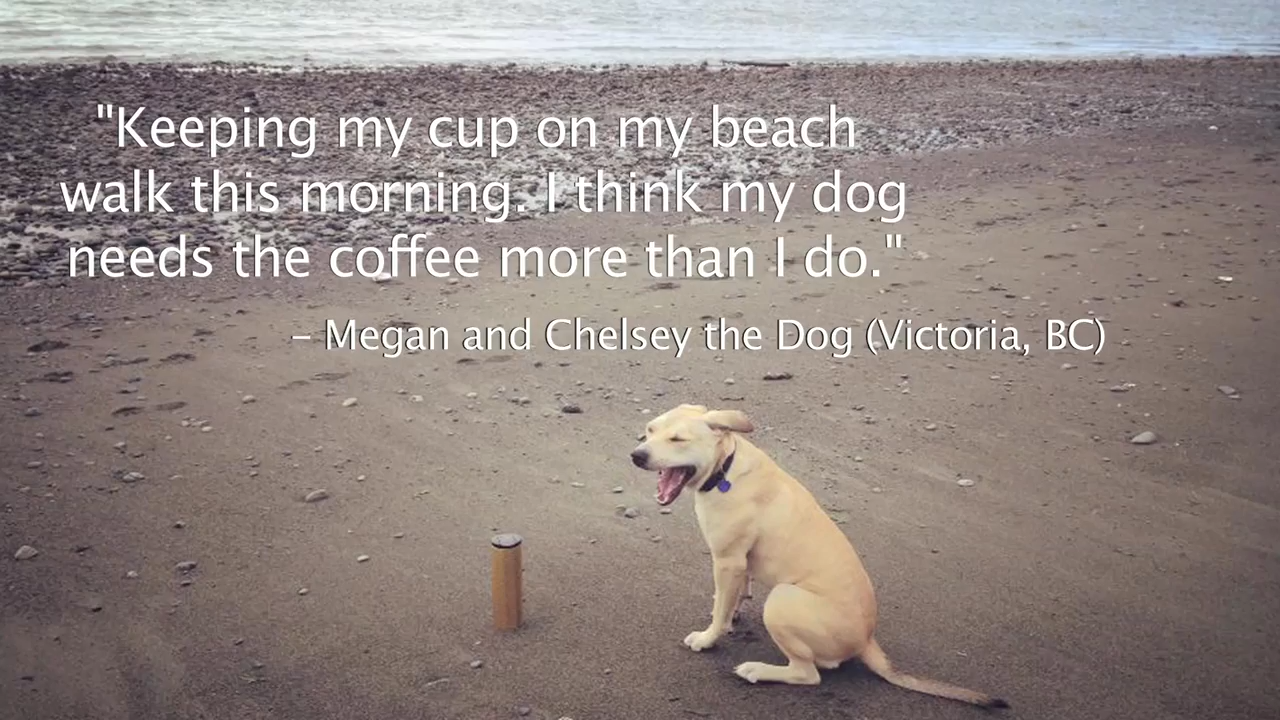 "Keeping my cup on my beach
walk this morning. I think my dog
needs the coffee more than I do."
– Megan and Chelsey the Dog (Victoria, BC)